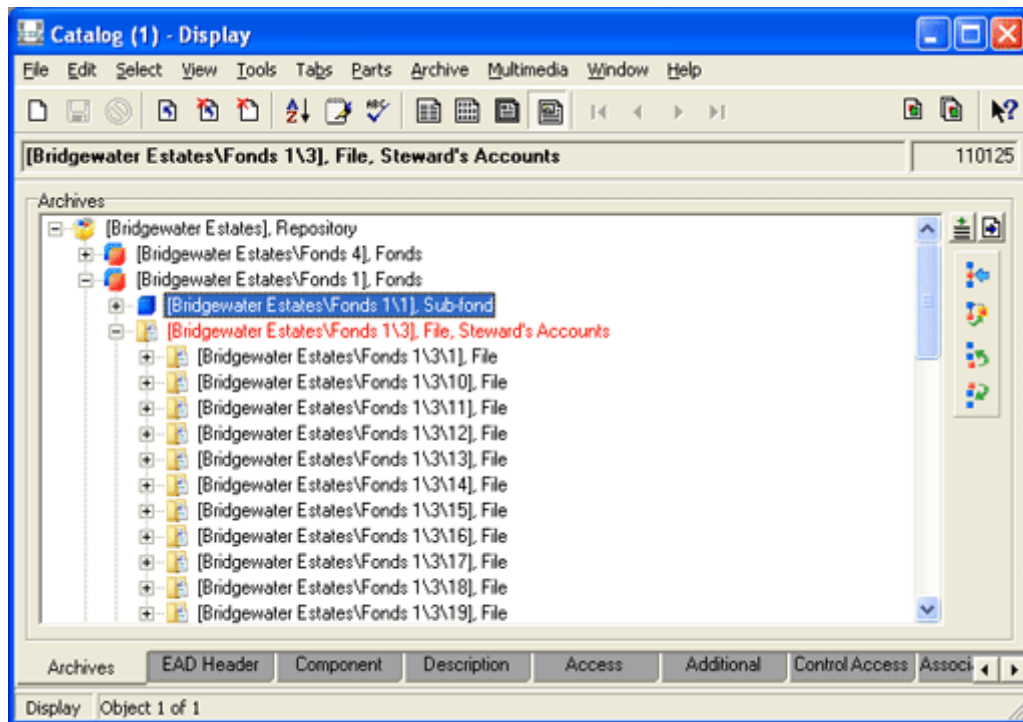 Catalog (1) - Display
File Edit Select View Tools Tabs Parts Archive Multimedia Window Help
[Bridgewater Estates\Fonds 1\3], File, Steward's Accounts 110125
Archives
[Bridgewater Estates], Repository
[Bridgewater Estates\Fonds 4], Fonds
[Bridgewater Estates\Fonds 1], Fonds
[Bridgewater Estates\Fonds 1\1], Sub-fond
[Bridgewater Estates\Fonds 1\3], File, Steward's Accounts
[Bridgewater Estates\Fonds 1\3\1], File
[Bridgewater Estates\Fonds 1\3\10], File
[Bridgewater Estates\Fonds 1\3\11], File
[Bridgewater Estates\Fonds 1\3\12], File
[Bridgewater Estates\Fonds 1\3\13], File
[Bridgewater Estates\Fonds 1\3\14], File
[Bridgewater Estates\Fonds 1\3\15], File
[Bridgewater Estates\Fonds 1\3\16], File
[Bridgewater Estates\Fonds 1\3\17], File
[Bridgewater Estates\Fonds 1\3\18], File
[Bridgewater Estates\Fonds 1\3\19], File
Archives EAD Header Component Description Access Additional Control Access Associ
Display Object 1 of 1